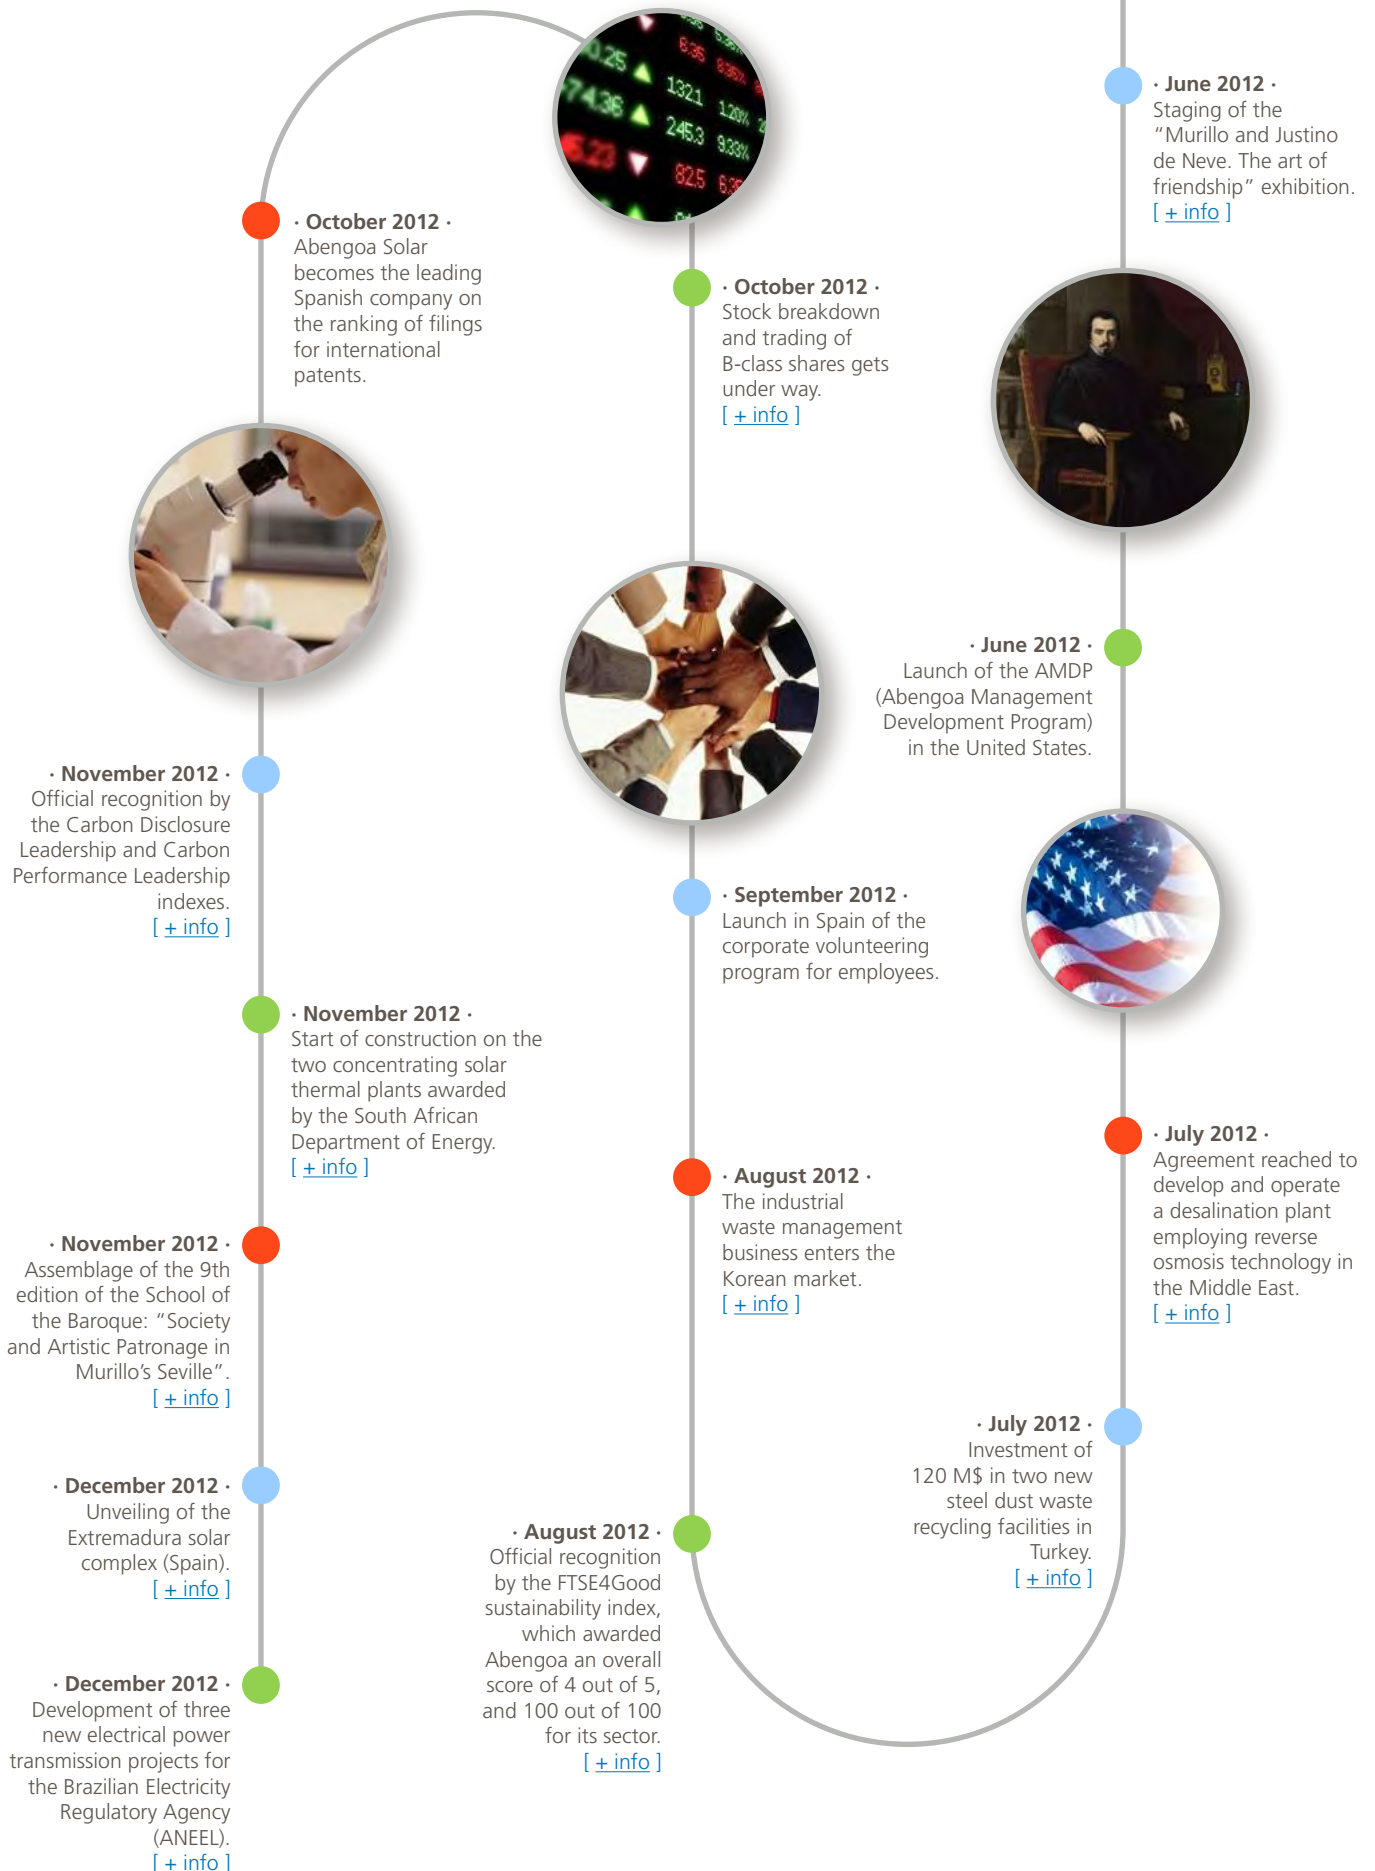 · June 2012 ·
Staging of the
“Murillo and Justino
de Neve. The art of
friendship” exhibition.
[ + info ]
· June 2012 ·
Launch of the AMDP
(Abengoa Management
Development Program)
in the United States.
· July 2012 ·
Agreement reached to
develop and operate
a desalination plant
employing reverse
osmosis technology in
the Middle East.
[ + info ]
· July 2012 ·
Investment of
120 M$ in two new
steel dust waste
recycling facilities in
Turkey.
[ + info ]
· August 2012 ·
Official recognition
by the FTSE4Good
sustainability index,
which awarded
Abengoa an overall
score of 4 out of 5,
and 100 out of 100
for its sector.
[ + info ]
· August 2012 ·
The industrial
waste management
business enters the
Korean market.
[ + info ]
· September 2012 ·
Launch in Spain of the
corporate volunteering
program for employees.
· October 2012 ·
Stock breakdown
and trading of
B-class shares gets
under way.
[ + info ]
6.35
132.1 1.20%
245.3 9.33%
82.5
· October 2012 ·
Abengoa Solar
becomes the leading
Spanish company on
the ranking of filings
for international
patents.
· November 2012 ·
Official recognition by
the Carbon Disclosure
Leadership and Carbon
Performance Leadership
indexes.
[ + info ]
· November 2012 ·
Start of construction on the
two concentrating solar
thermal plants awarded
by the South African
Department of Energy.
[ + info ]
· November 2012 ·
Assemblage of the 9th
edition of the School of
the Baroque: “Society
and Artistic Patronage in
Murillo’s Seville”.
[ + info ]
· December 2012 ·
Unveiling of the
Extremadura solar
complex (Spain).
[ + info ]
· December 2012 ·
Development of three
new electrical power
transmission projects for
the Brazilian Electricity
Regulatory Agency
(ANEEL).
[ + info ]